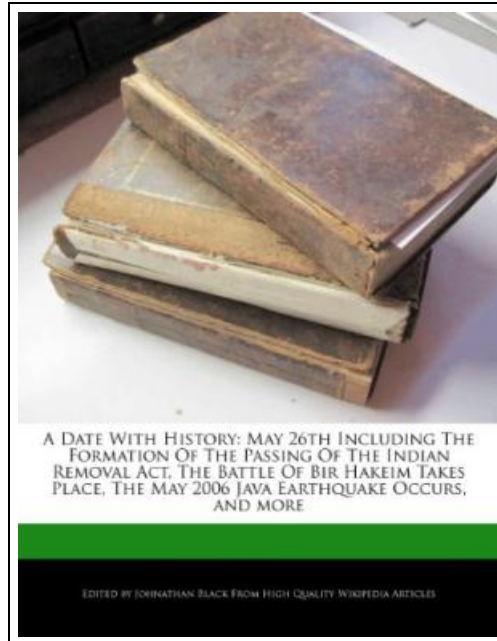 A Date With History: May 26th Including The
Formation Of The Passing Of The Indian
Removal Act, The Battle Of Bir Hakeim Takes
Place, The May 2006 Java Earthquake Occurs,
and more
Edited by Johnathan Black From High Quality Wikipedia Articles